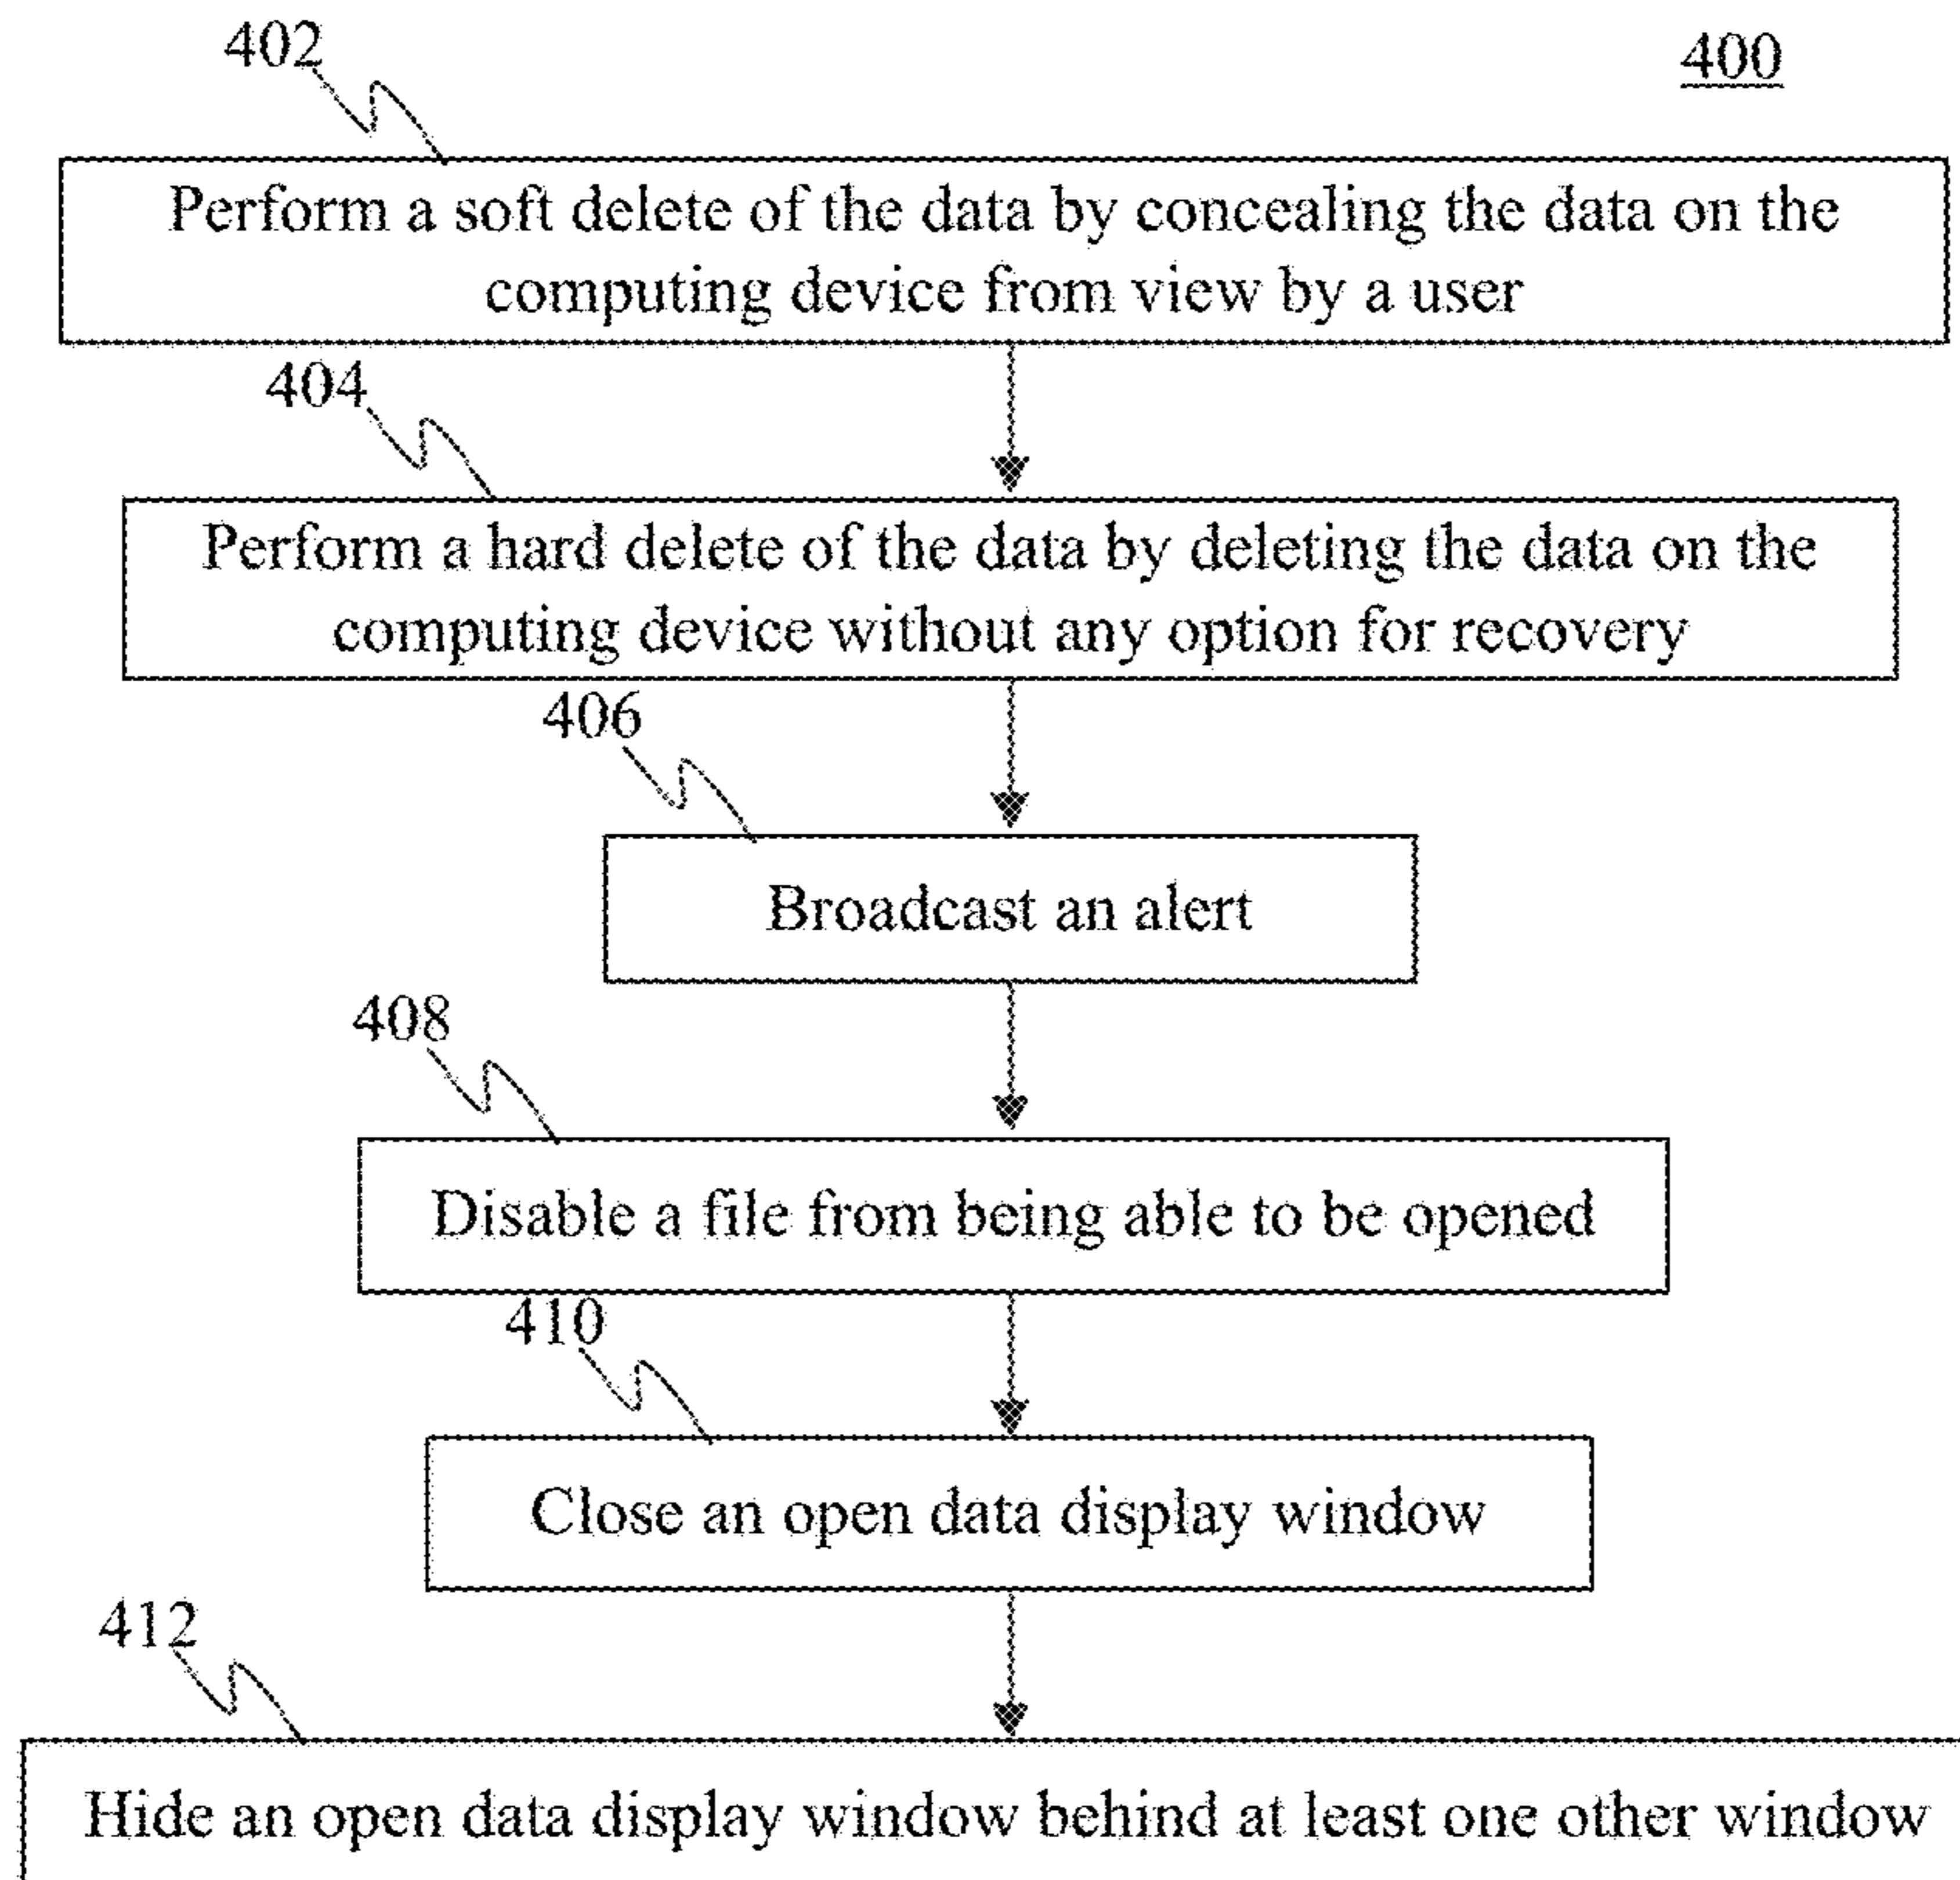 402
400
Perform a soft delete of the data by concealing the data on the
computing device from view by a user
404
Perform a hard delete of the data by deleting the data on the
computing device without any option for recovery
406
Broadcast an alert
408
Disable a file from being able to be opened
410
Close an open data display window
412
Hide an open data display window behind at least one other window